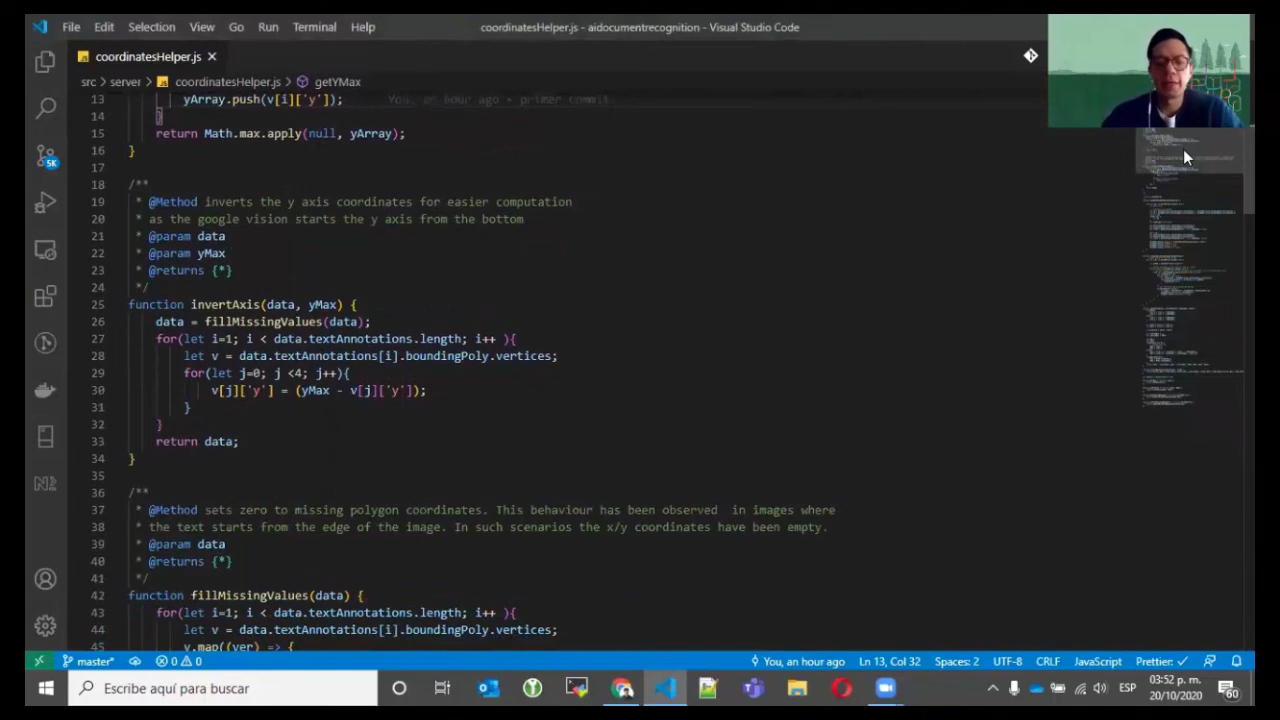 File Edit Selection View Go Run Terminal Help coordinatesHelper.js - aidocumentrecognition - Visual Studio Code
coordinatesHelper.js
src > server > coordinatesHelper.js > getYMax
13 yArray.push(v[i]['y']); You, an hour ago • primer commit
14 }
15 return Math.max.apply(null, yArray);
16 }
17
18 /**
19 * @Method inverts the y axis coordinates for easier computation
20 * as the google vision starts the y axis from the bottom
21 * @param data
22 * @param yMax
23 * @returns {*}
24 */
25 function invertAxis(data, yMax) {
26 data = fillMissingValues(data);
27 for(let i=1; i < data.textAnnotations.length; i++ ){
28 let v = data.textAnnotations[i].boundingPoly.vertices;
29 for(let j=0; j <4; j++){
30 v[j]['y'] = (yMax - v[j]['y']);
31 }
32 }
33 return data;
34 }
35
36 /**
37 * @Method sets zero to missing polygon coordinates. This behaviour has been observed in images where
38 * the text starts from the edge of the image. In such scenarios the x/y coordinates have been empty.
39 * @param data
40 * @returns {*}
41 */
42 function fillMissingValues(data) {
43 for(let i=1; i < data.textAnnotations.length; i++ ){
44 let v = data.textAnnotations[i].boundingPoly.vertices;
45 v.map((ver) => {
5K
master* 0 0 You, an hour ago Ln 13, Col 32 Spaces: 2 UTF-8 CRLF JavaScript Prettier: ✓
Escribe aquí para buscar
ESP
03:52 p. m.
20/10/2020
60